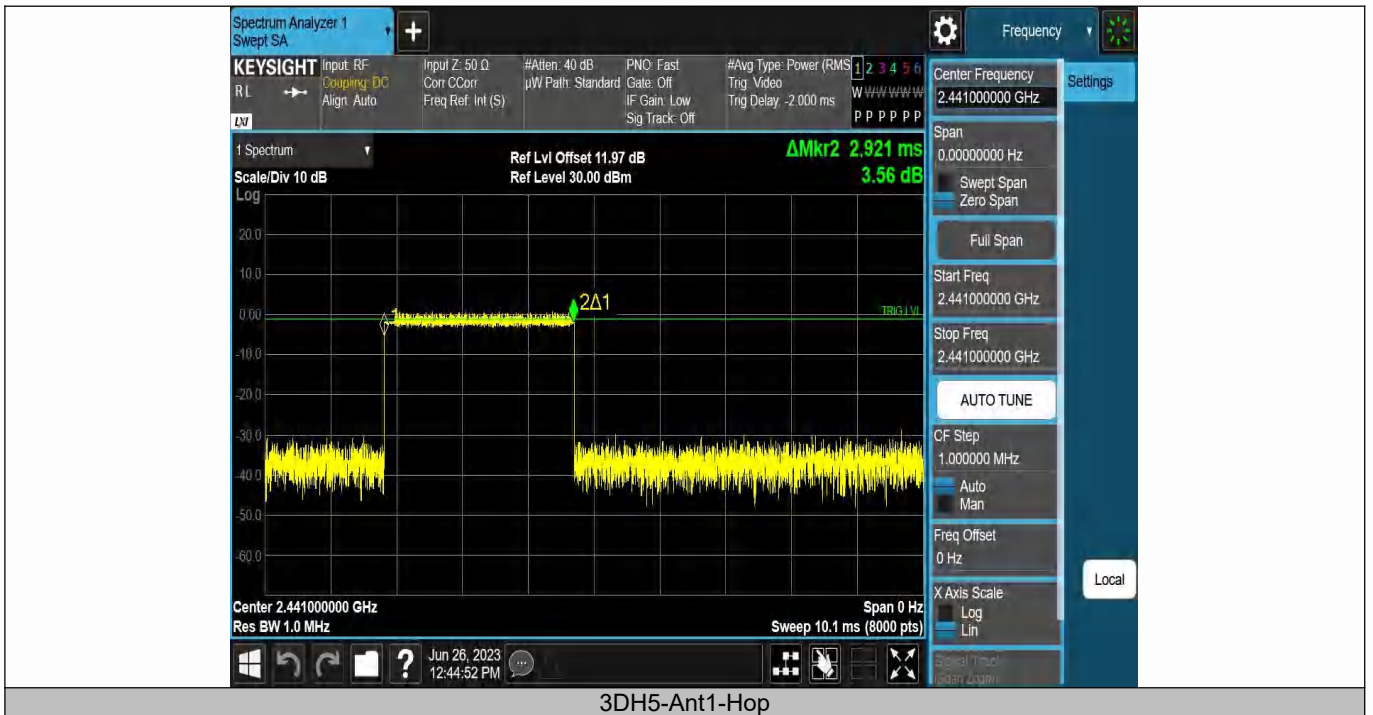 Spectrum Analyzer 1
Swept SA
+
Frequency
KEYSIGHT
RL
LXI
Input: RF
Coupling: DC
Align: Auto
Input Z: 50 Ω
Corr CCorr
Freq Ref: Int (S)
#Atten: 40 dB
µW Path: Standard
PNO: Fast
Gate: Off
IF Gain: Low
Sig Track: Off
#Avg Type: Power (RMS
Trig: Video
Trig Delay: -2.000 ms
1 2 3 4 5 6
W W W W W W
P P P P P P
Center Frequency
2.441000000 GHz
Settings
1 Spectrum
Scale/Div 10 dB
Log
Ref Lvl Offset 11.97 dB
Ref Level 30.00 dBm
ΔMkr2 2.921 ms
3.56 dB
Span
0.00000000 Hz
Swept Span
Zero Span
Full Span
Start Freq
2.441000000 GHz
Stop Freq
2.441000000 GHz
AUTO TUNE
CF Step
1.000000 MHz
Auto
Man
Freq Offset
0 Hz
X Axis Scale
Log
Lin
Signal Track
(Span Zoom)
Local
20.0
10.0
0.00
-10.0
-20.0
-30.0
-40.0
-50.0
-60.0
1
2Δ1
TRIG LVL
Center 2.441000000 GHz
Res BW 1.0 MHz
Span 0 Hz
Sweep 10.1 ms (8000 pts)
?
Jun 26, 2023
12:44:52 PM
3DH5-Ant1-Hop